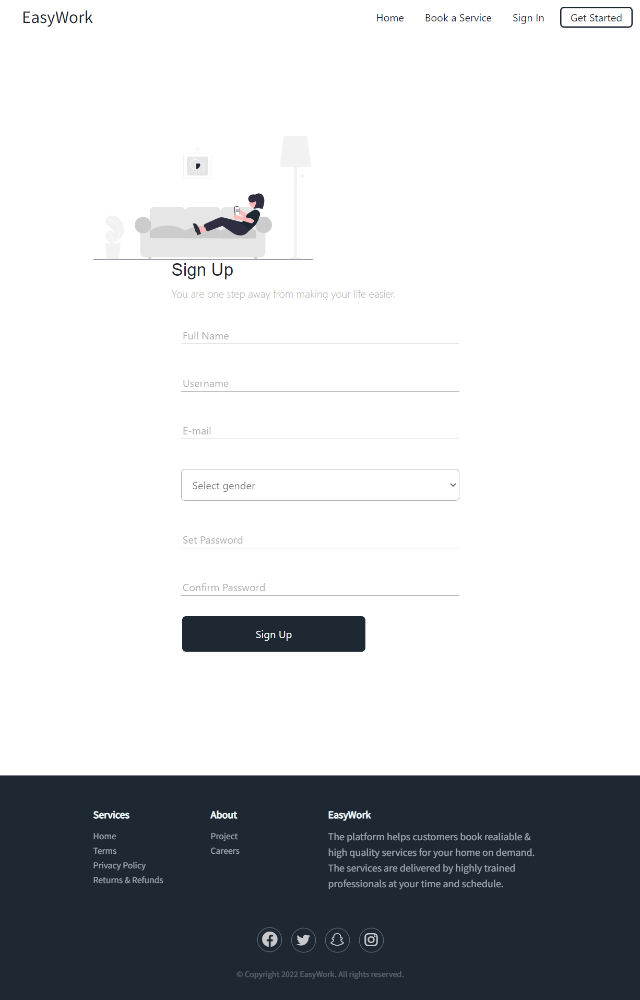 EasyWork
Home
Book a Service
Sign In
Get Started
Sign Up
You are one step away from making your life easier.
Full Name
Username
E-mail
Select gender
Set Password
Confirm Password
Sign Up
Services
Home
Terms
Privacy Policy
Returns & Refunds
About
Project
Careers
EasyWork
The platform helps customers book realiable &
high quality services for your home on demand.
The services are delivered by highly trained
professionals at your time and schedule.
© Copyright 2022 EasyWork. All rights reserved.